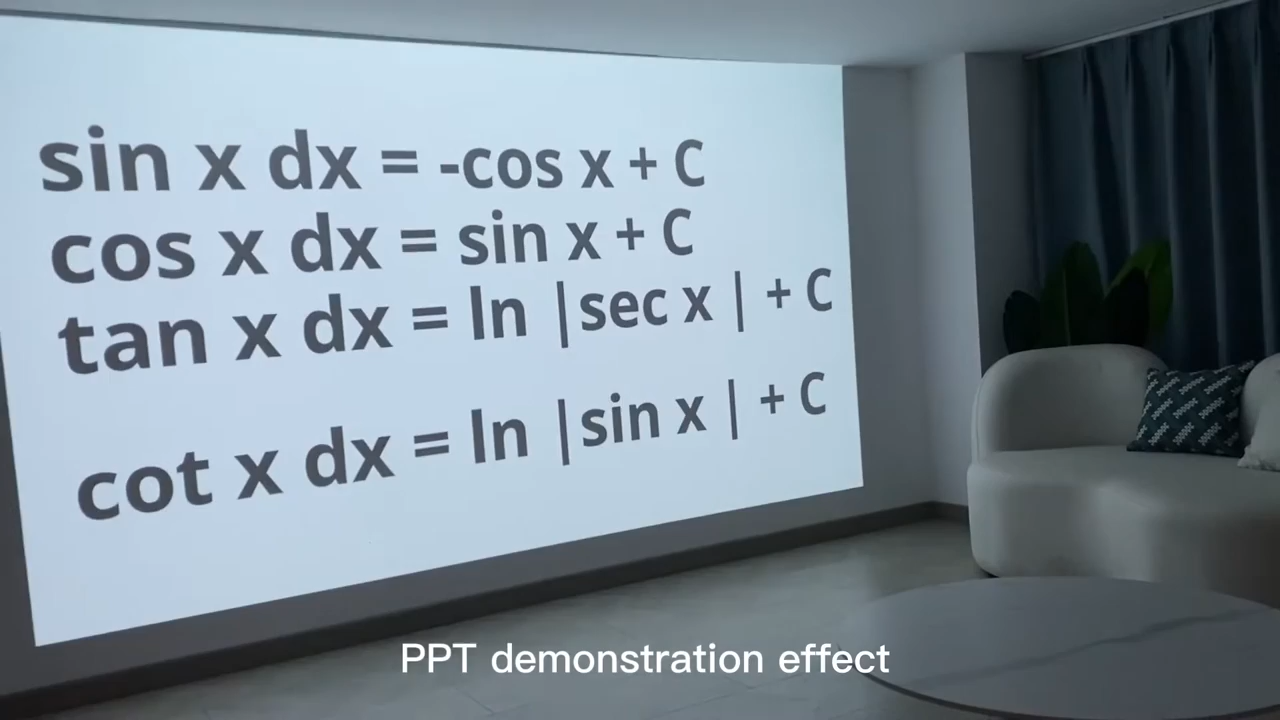 sin x dx = -cos x + C
cos x dx = sin x + C
tan x dx = ln |sec x | + C
cot x dx = ln |sin x | + C
PPT demonstration effect